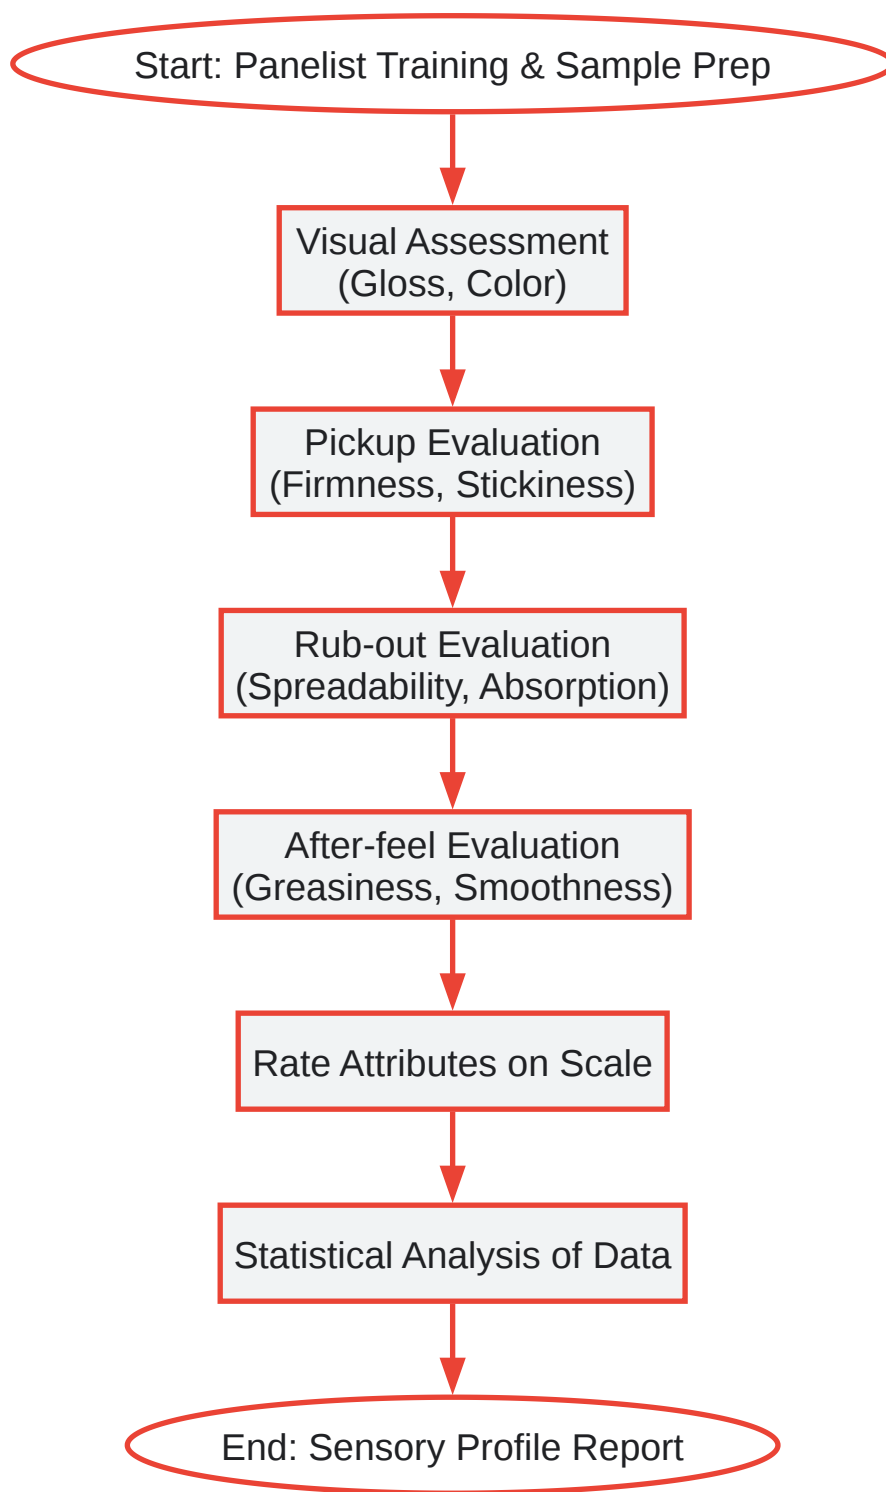 Start: Panelist Training & Sample Prep
Visual Assessment
(Gloss, Color)
Pickup Evaluation
(Firmness, Stickiness)
Rub-out Evaluation
(Spreadability, Absorption)
After-feel Evaluation
(Greasiness, Smoothness)
Rate Attributes on Scale
Statistical Analysis of Data
End: Sensory Profile Report